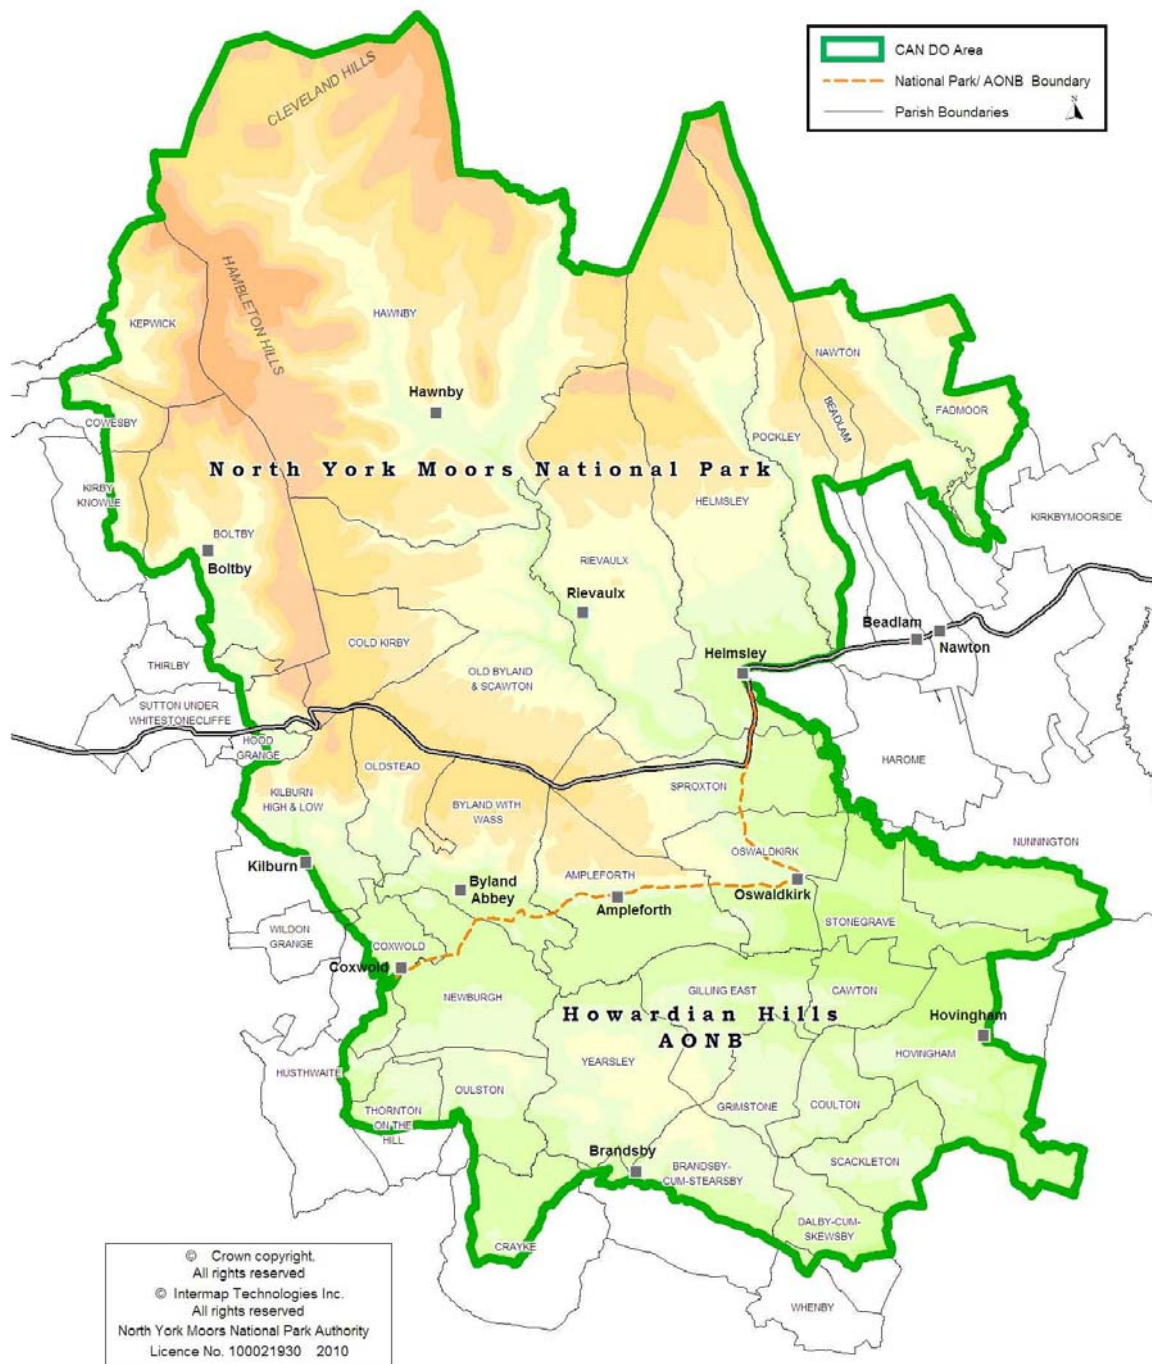 CAN DO Area
National Park/ AONB Boundary
N
Parish Boundaries
CLEVELAND HILLS
HAMBLETON HILLS
KEPWICK
HAWNBY
NAWTON
Hawnby
BEADLAM
FADMOOR
COWESBY
POCKLEY
North York Moors National Park
KIRBY
KNOWLE
HELMSLEY
KIRKBYMOORSIDE
BOLTBY
Boltby
RIEVAULX
Rievaulx
Beadlam
Nawton
COLD KIRBY
Helmsley
THIRLBY
OLD BYLAND
& SCAWTON
SUTTON UNDER
WHITESTONECLIFFE
HOOD
GRANGE
OLDSTEAD
HAROME
SPROXTON
KILBURN
HIGH & LOW
BYLAND WITH
WASS
NUNNINGTON
OSWALDKIRK
Kilburn
Byland
Abbey
AMPLEFORTH
Ampleforth
Oswaldkirk
STONEGRAVE
WILDON
GRANGE
COXWOLD
Coxwold
NEWBURGH
GILLING EAST
CAWTON
Howardian Hills
AONB
Hovingham
HOVINGHAM
YEARSLEY
HUSTHWAITE
OULSTON
THORNTON
ON THE
HILL
GRIMSTONE
COULTON
Brandsby
BRANDSBY-
CUM-STEARSBY
SCACKLETON
DALBY-CUM-
SKEWSBY
CRAYKE
WHENBY
© Crown copyright.
All rights reserved
© Intermap Technologies Inc.
All rights reserved
North York Moors National Park Authority
Licence No. 100021930 2010